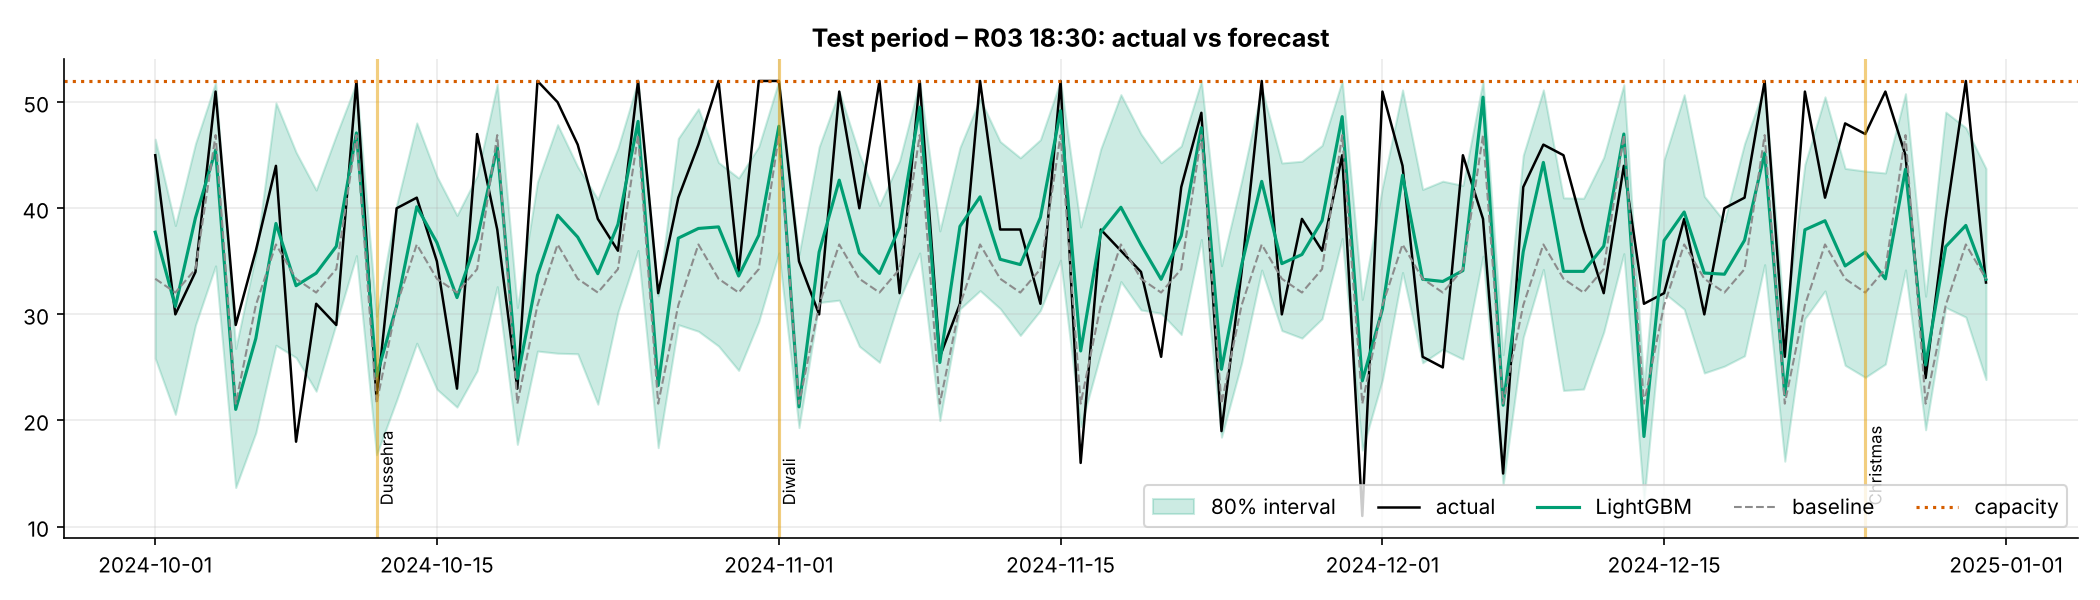 Test period – R03 18:30: actual vs forecast
50
40
30
20
10
Dussehra
Diwali
Christmas
80% interval
actual
LightGBM
baseline
capacity
2024-10-01
2024-10-15
2024-11-01
2024-11-15
2024-12-01
2024-12-15
2025-01-01